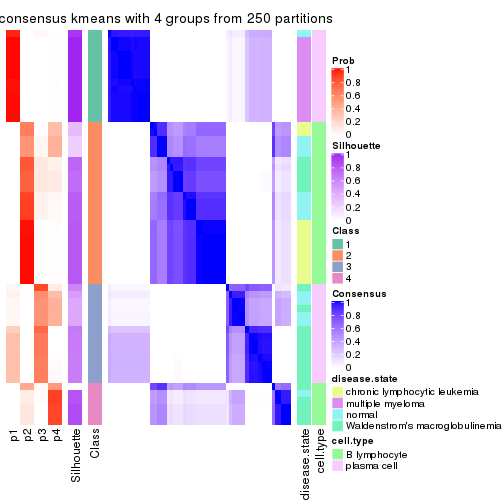 consensus kmeans with 4 groups from 250 partitions
Prob
1
0.8
0.6
0.4
0.2
0
Silhouette
1
0.8
0.6
0.4
0.2
0
Class
1
2
3
4
Consensus
1
0.8
0.6
0.4
0.2
0
disease.state
chronic lymphocytic leukemia
multiple myeloma
normal
Waldenstrom's macroglobulinemia
cell.type
B lymphocyte
plasma cell
p1
p2
p3
p4
Silhouette
Class
disease.state
cell.type